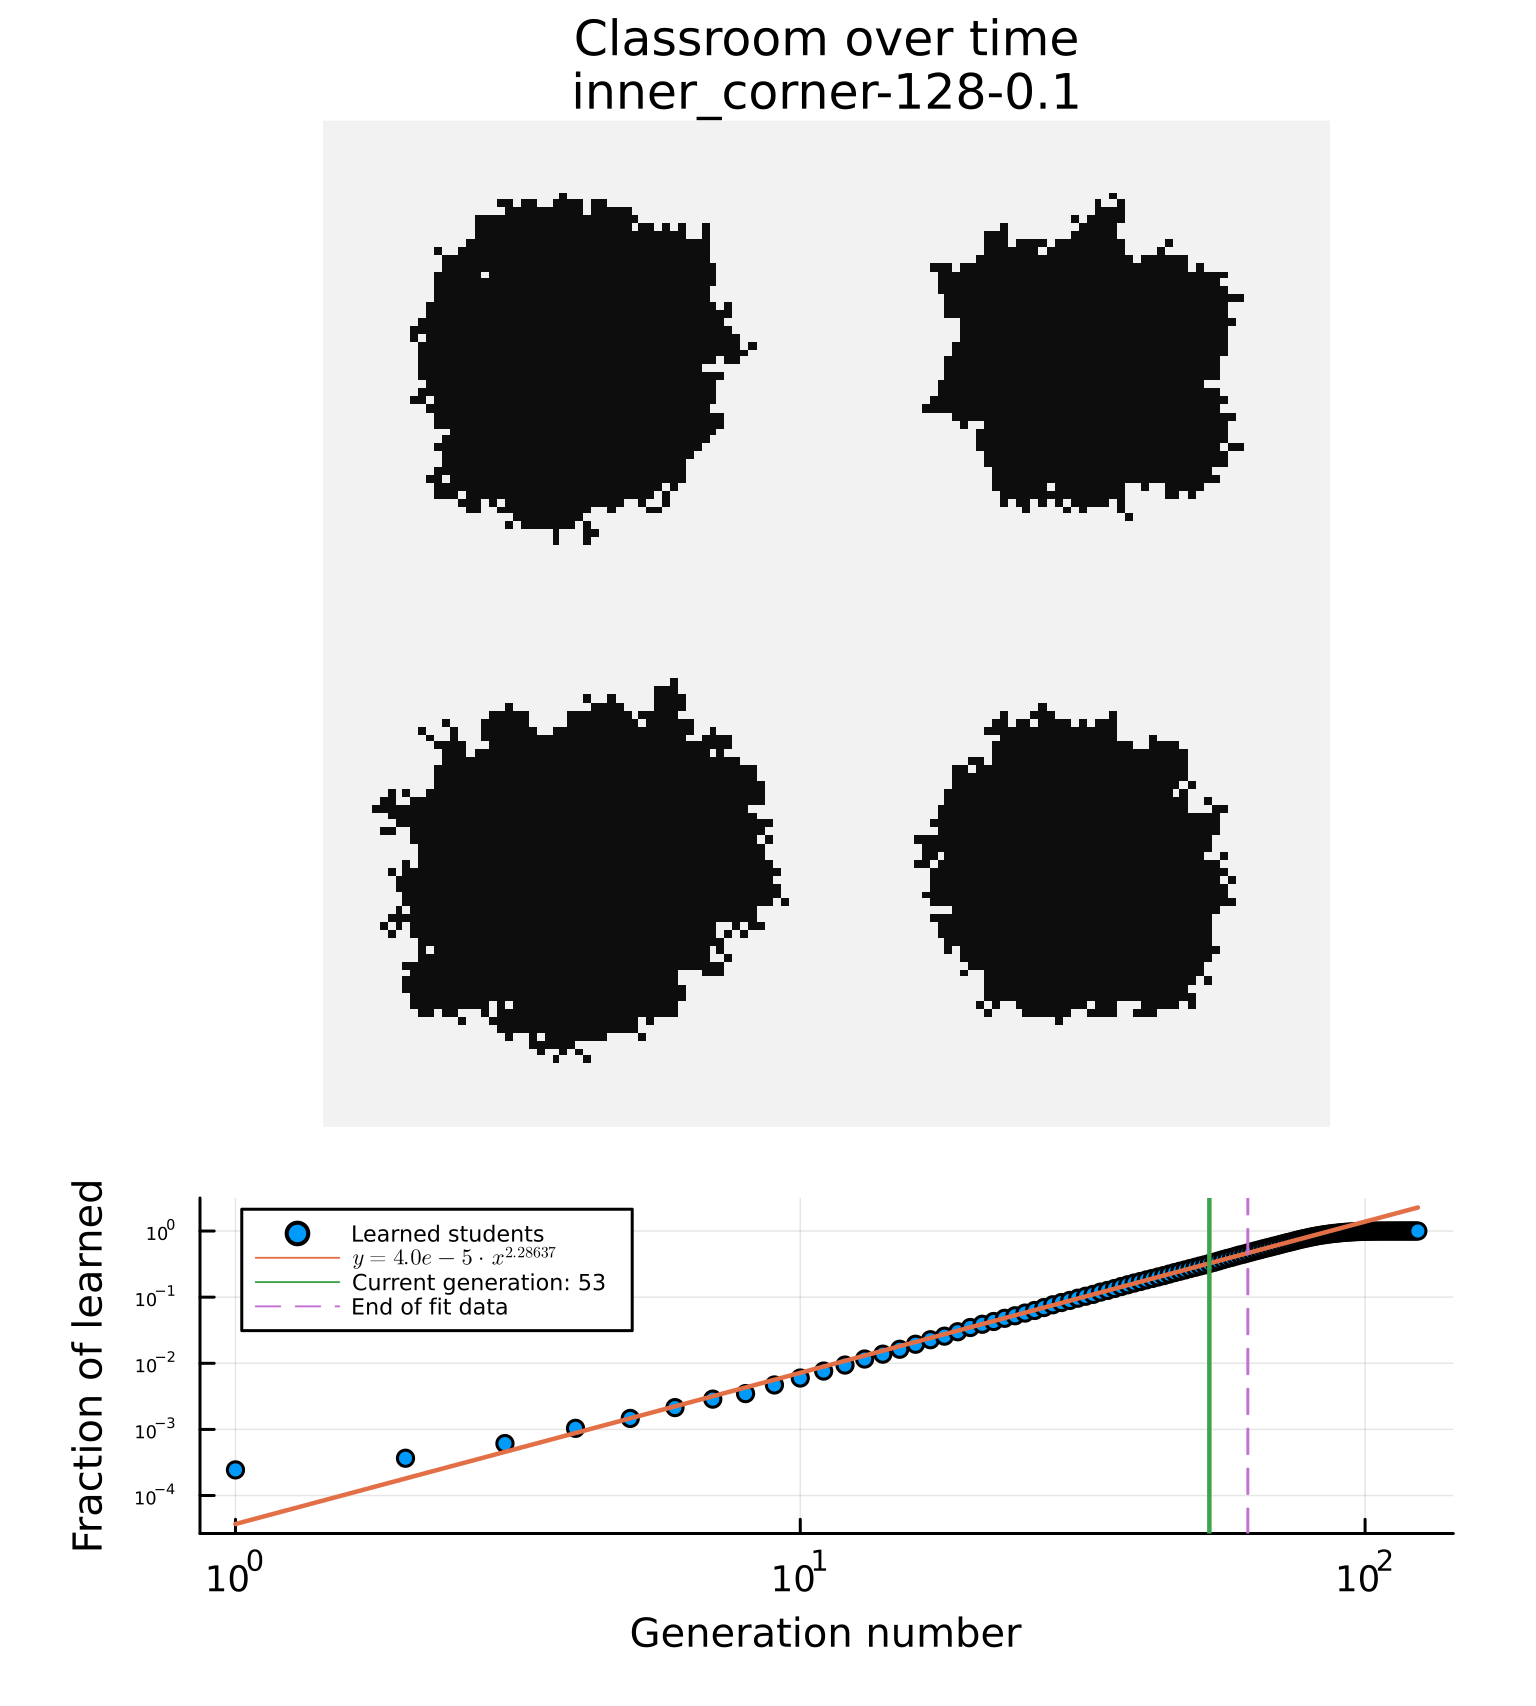 Classroom over time
inner_corner-128-0.1
Fraction of learned
10^0
10^-1
10^-2
10^-3
10^-4
Learned students
y = 4.0e − 5 · x^2.28637
Current generation: 53
End of fit data
10^0 10^1 10^2
Generation number